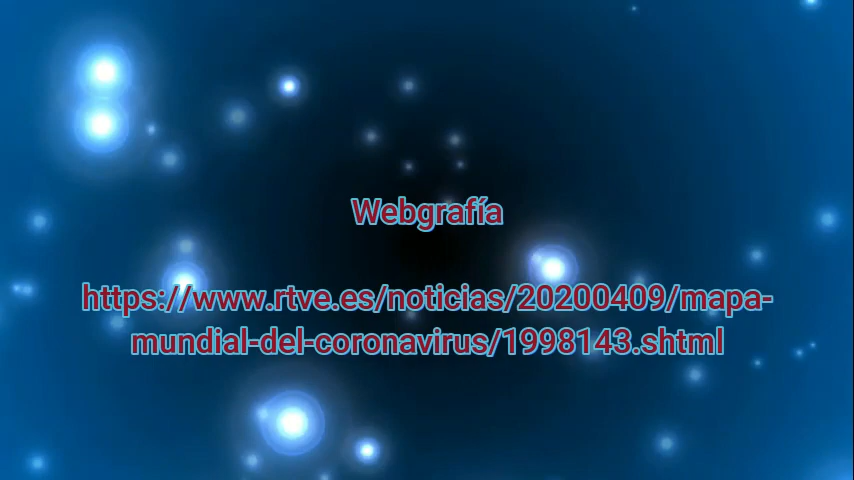 Webgrafía
https://www.rtve.es/noticias/20200409/mapa-
mundial-del-coronavirus/1998143.shtml